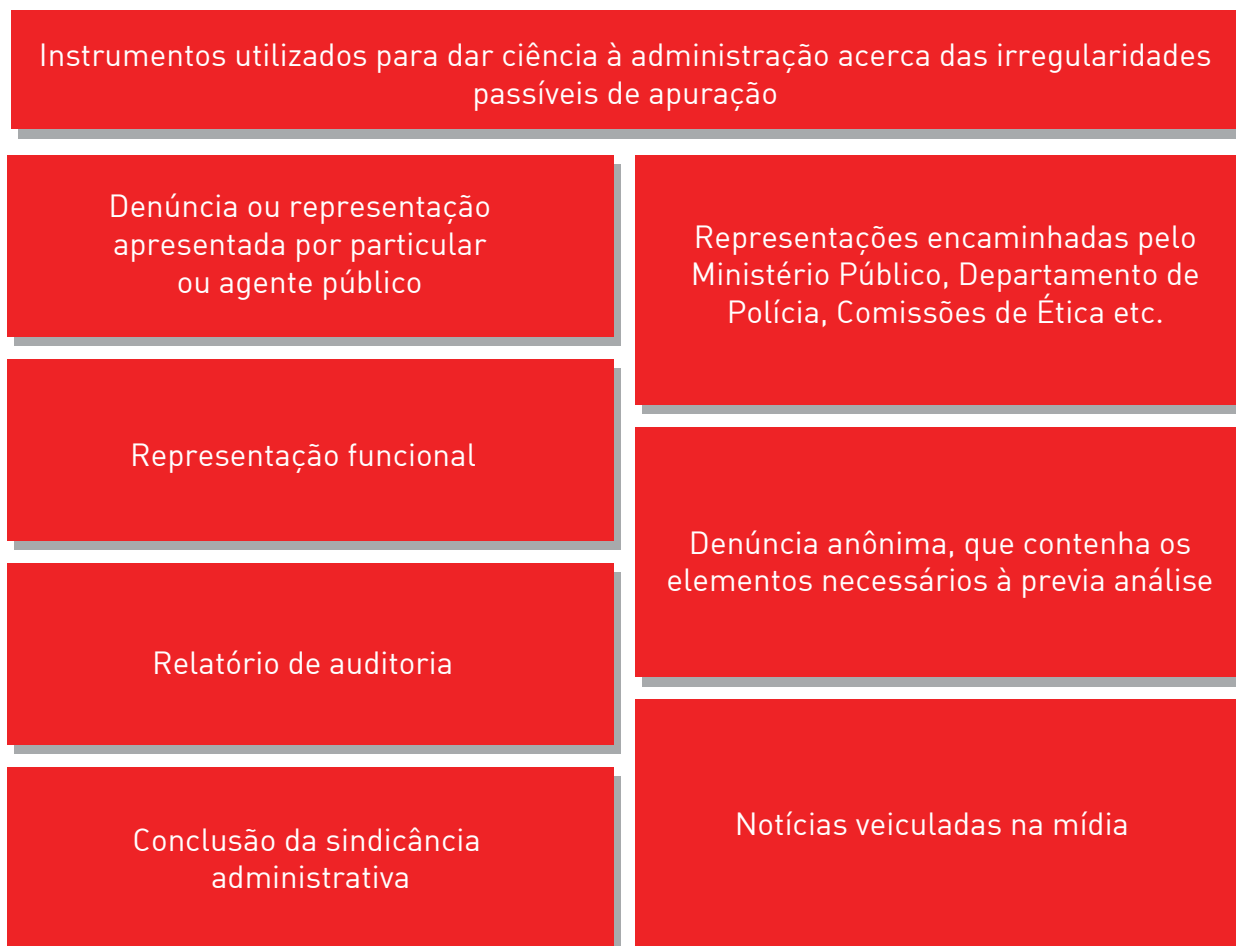 Instrumentos utilizados para dar ciência à administração acerca das irregularidades
passíveis de apuração
Denúncia ou representação
apresentada por particular
ou agente público
Representação funcional
Relatório de auditoria
Conclusão da sindicância
administrativa
Representações encaminhadas pelo
Ministério Público, Departamento de
Polícia, Comissões de Ética etc.
Denúncia anônima, que contenha os
elementos necessários à previa análise
Notícias veiculadas na mídia